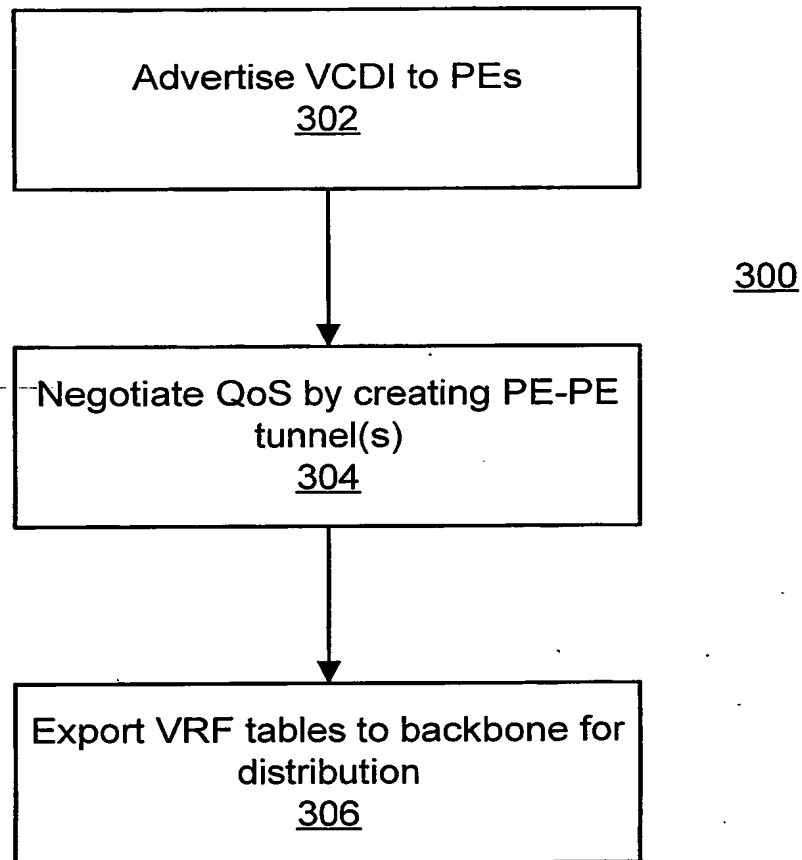 Advertise VCDI to PEs
302
300
Negotiate QoS by creating PE-PE
tunnel(s)
304
Export VRF tables to backbone for
distribution
306